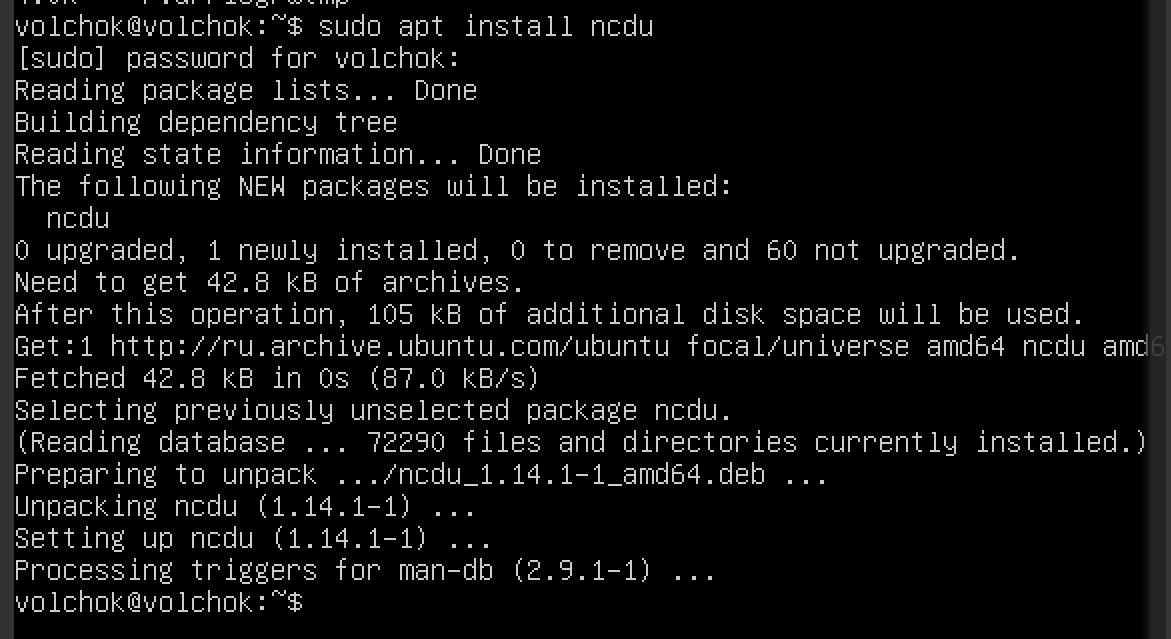 volchok@volchok:~$ sudo apt install ncdu
[sudo] password for volchok:
Reading package lists... Done
Building dependency tree
Reading state information... Done
The following NEW packages will be installed:
  ncdu
0 upgraded, 1 newly installed, 0 to remove and 60 not upgraded.
Need to get 42.8 kB of archives.
After this operation, 105 kB of additional disk space will be used.
Get:1 http://ru.archive.ubuntu.com/ubuntu focal/universe amd64 ncdu amd6
Fetched 42.8 kB in 0s (87.0 kB/s)
Selecting previously unselected package ncdu.
(Reading database ... 72290 files and directories currently installed.)
Preparing to unpack .../ncdu_1.14.1-1_amd64.deb ...
Unpacking ncdu (1.14.1-1) ...
Setting up ncdu (1.14.1-1) ...
Processing triggers for man-db (2.9.1-1) ...
volchok@volchok:~$